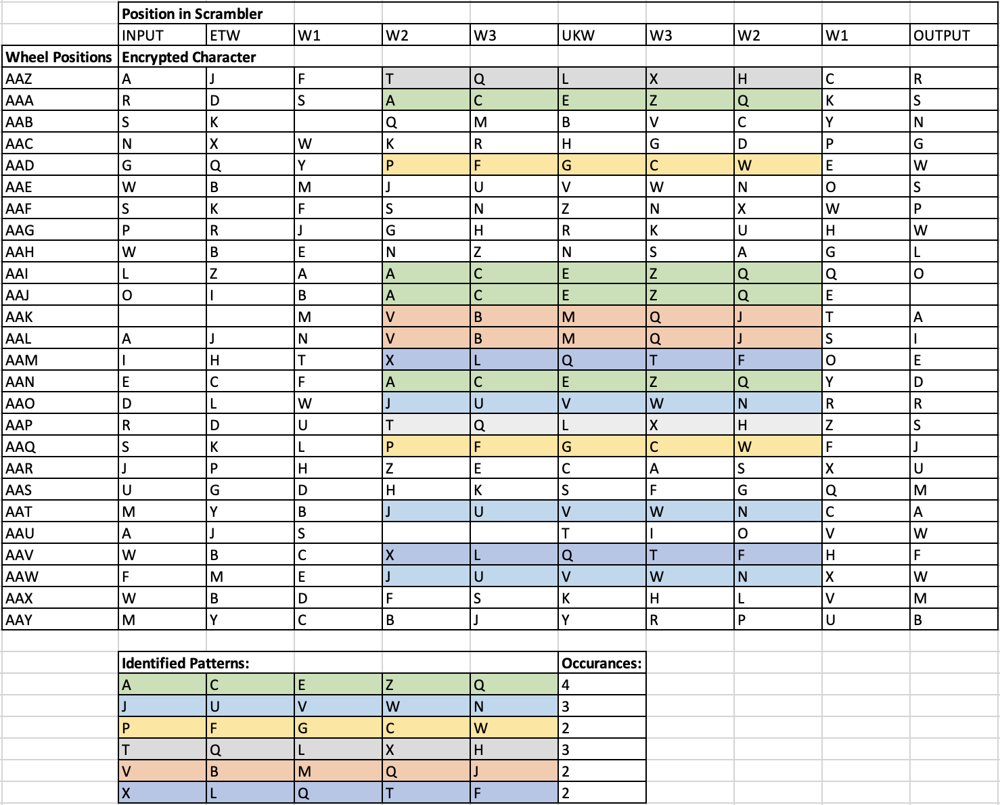 Position in Scrambler
INPUT ETW W1 W2 W3 UKW W3 W2 W1 OUTPUT
Wheel Positions Encrypted Character
AAZ A J F T Q L X H C R
AAA R D S A C E Z Q K S
AAB S K Q M B V C Y N
AAC N X W K R H G D P G
AAD G Q Y P F G C W E W
AAE W B M J U V W N O S
AAF S K F S N Z N X W P
AAG P R J G H R K U H W
AAH W B E N Z N S A G L
AAI L Z A A C E Z Q Q O
AAJ O I B A C E Z Q E
AAK M V B M Q J T A
AAL A J N V B M Q J S I
AAM I H T X L Q T F O E
AAN E C F A C E Z Q Y D
AAO D L W J U V W N R R
AAP R D U T Q L X H Z S
AAQ S K L P F G C W F J
AAR J P H Z E C A S X U
AAS U G D H K S F G Q M
AAT M Y B J U V W N C A
AAU A J S T I O V W
AAV W B C X L Q T F H F
AAW F M E J U V W N X W
AAX W B D F S K H L V M
AAY M Y C B J Y R P U B
Identified Patterns: Occurances:
A C E Z Q 4
J U V W N 3
P F G C W 2
T Q L X H 3
V B M Q J 2
X L Q T F 2